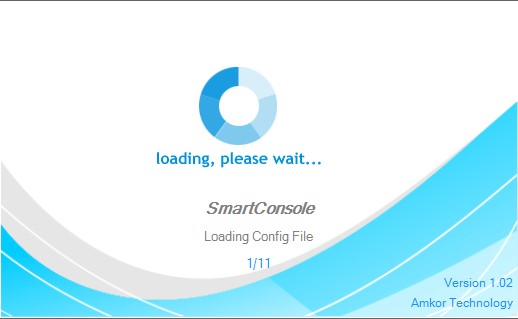 loading, please wait...
SmartConsole
Loading Config File
1/11
Version 1.02
Amkor Technology